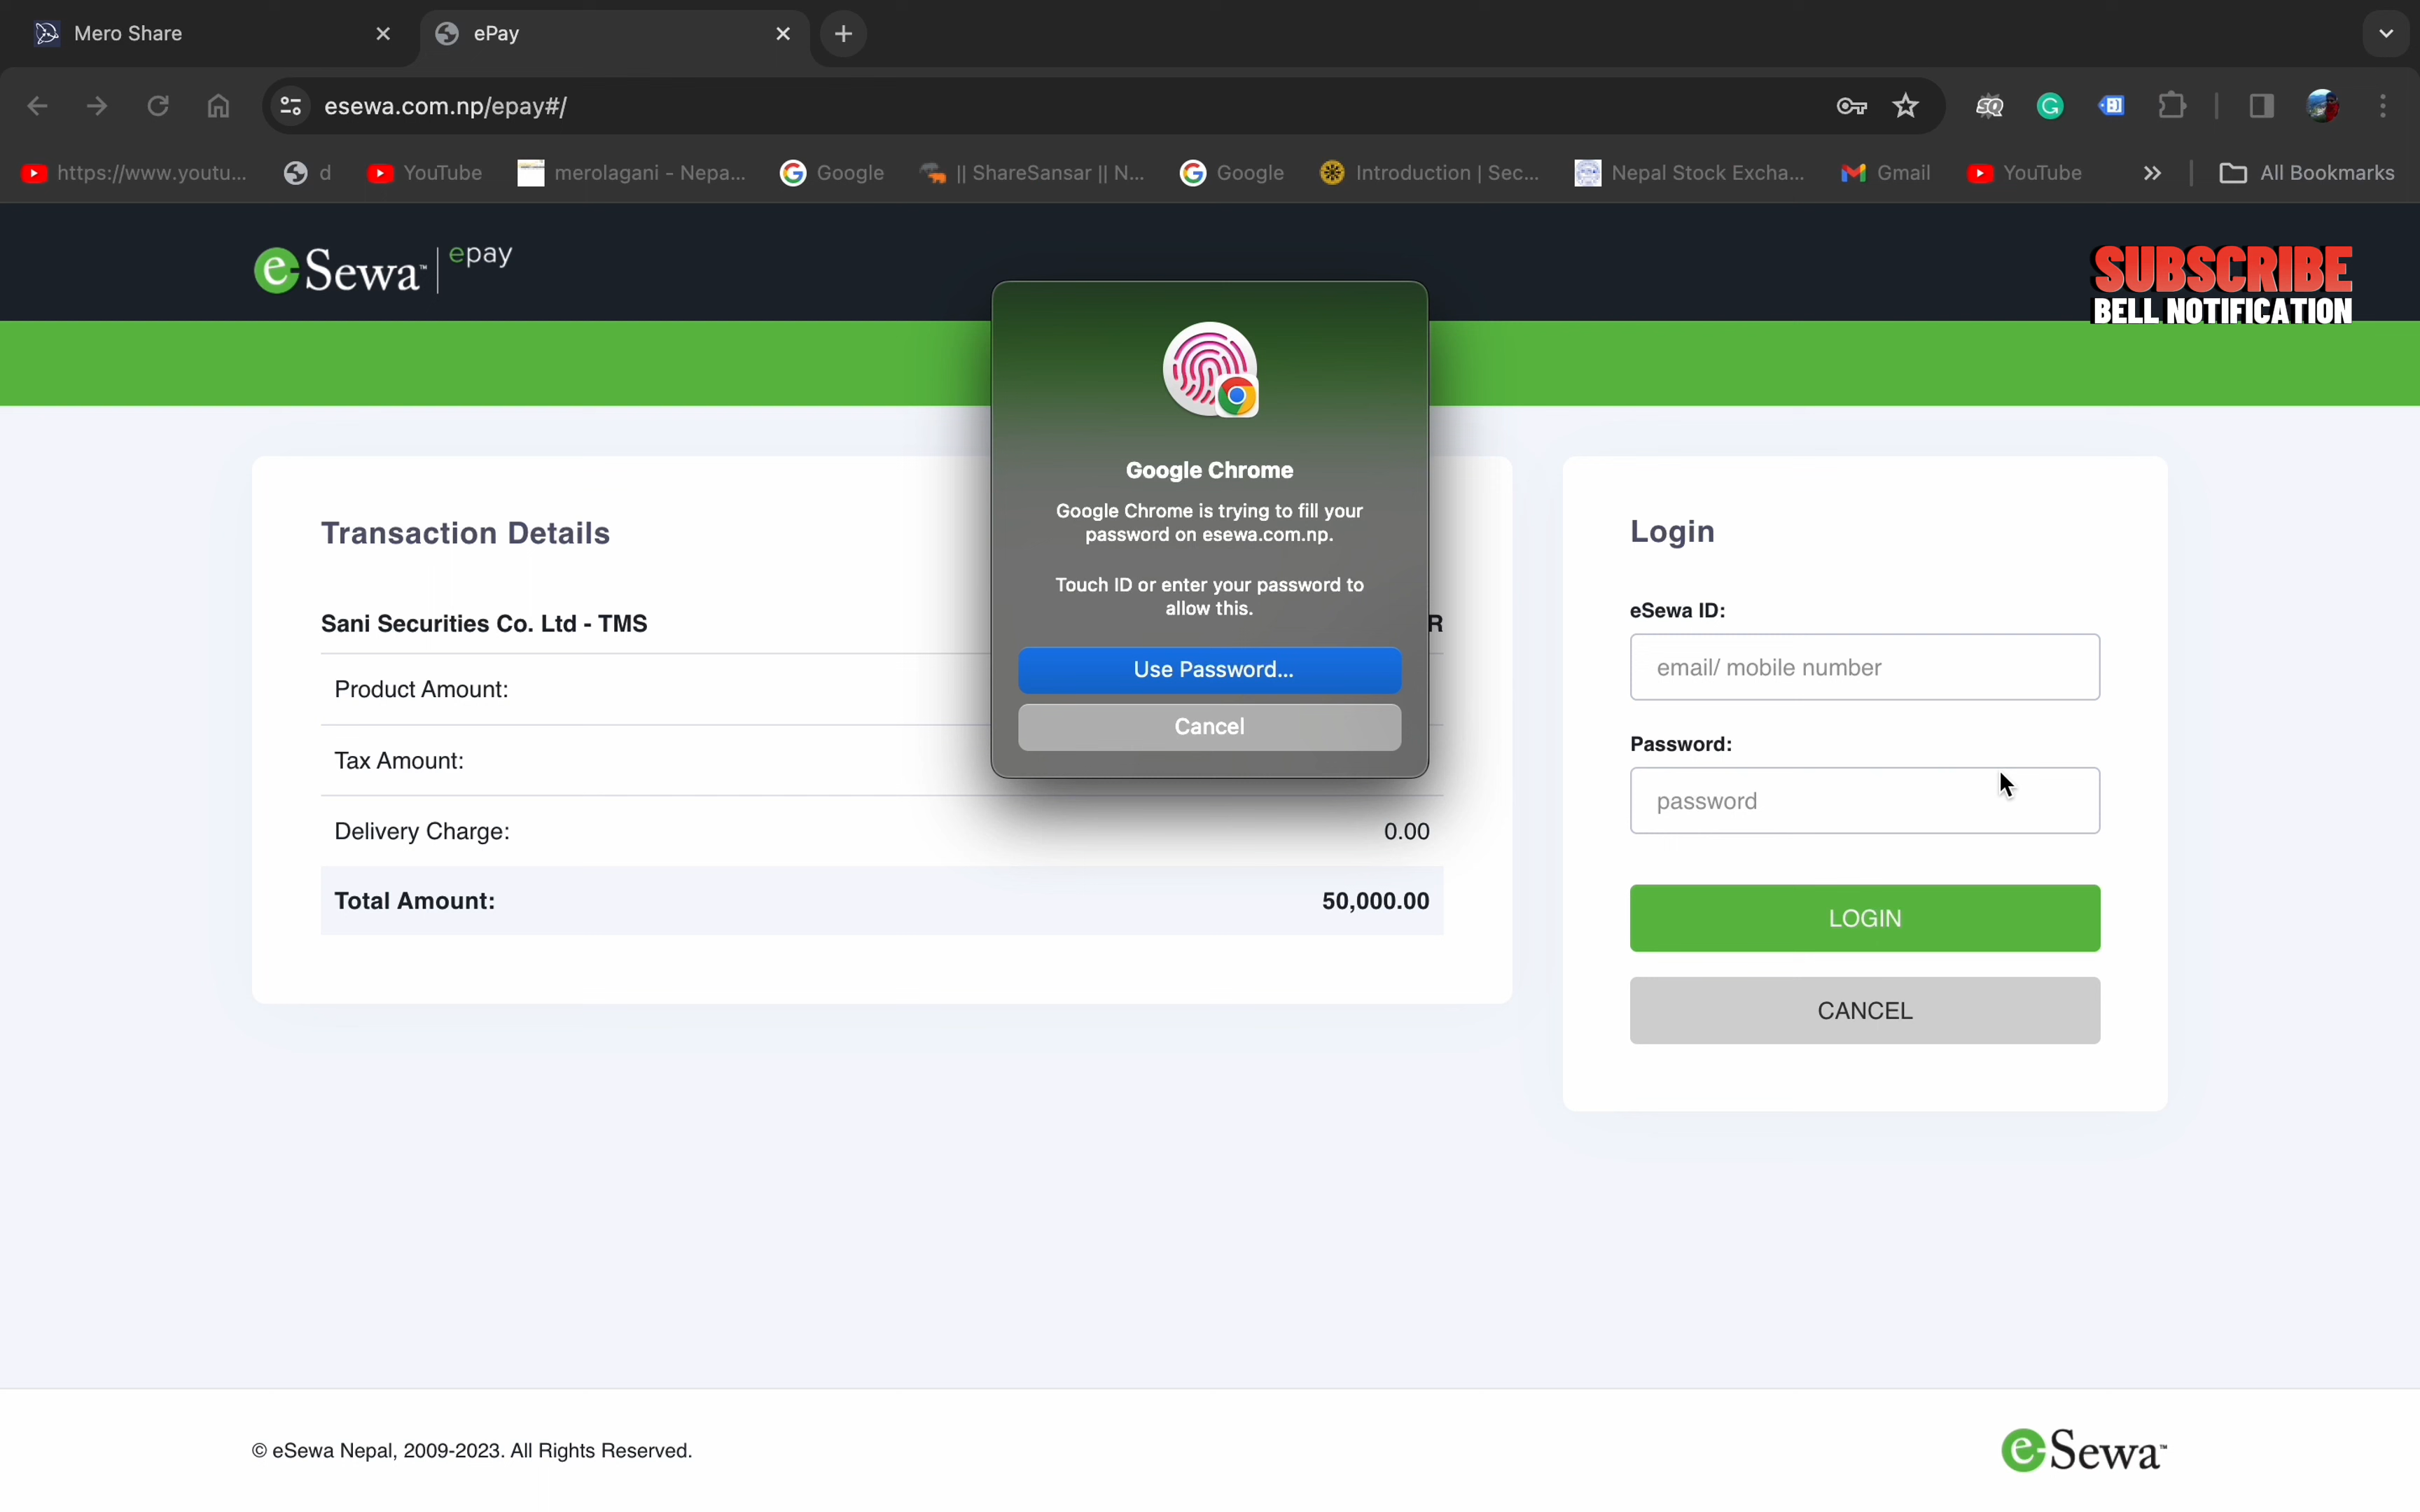 Mero Share
ePay
esewa.com.np/epay#/
https://www.youtu...
d
YouTube
merolagani - Nepa...
Google
|| ShareSansar || N...
Google
Introduction | Sec...
Nepal Stock Excha...
Gmail
YouTube
All Bookmarks
eSewa™ | epay
SUBSCRIBE
BELL NOTIFICATION
Google Chrome
Google Chrome is trying to fill your
password on esewa.com.np.
Touch ID or enter your password to
allow this.
Use Password...
Cancel
Transaction Details
Sani Securities Co. Ltd - TMS
R
Product Amount:
Tax Amount:
Delivery Charge: 0.00
Total Amount: 50,000.00
Login
eSewa ID:
email/ mobile number
Password:
password
LOGIN
CANCEL
© eSewa Nepal, 2009-2023. All Rights Reserved.
eSewa™